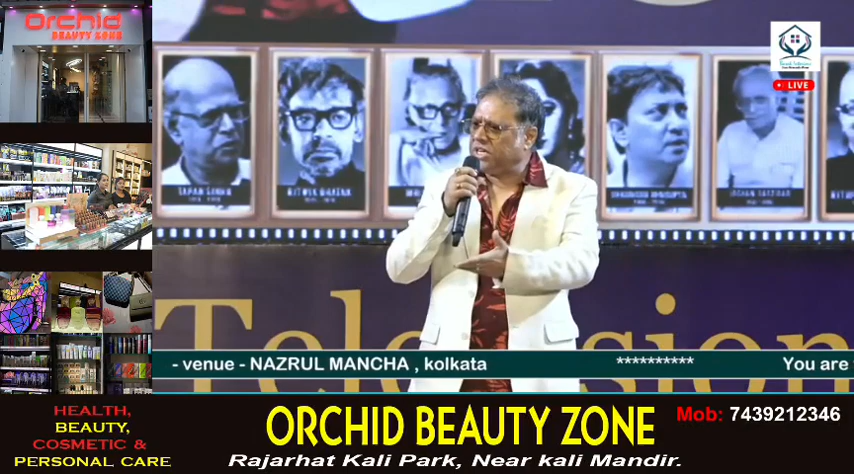 Orchid
BEAUTY ZONE
LIVE
TAPAN SINHA
RITWIK GHATAK
Television
- venue - NAZRUL MANCHA , kolkata
**********
You are
HEALTH,
BEAUTY,
COSMETIC &
PERSONAL CARE
ORCHID BEAUTY ZONE
Mob: 7439212346
Rajarhat Kali Park, Near kali Mandir.